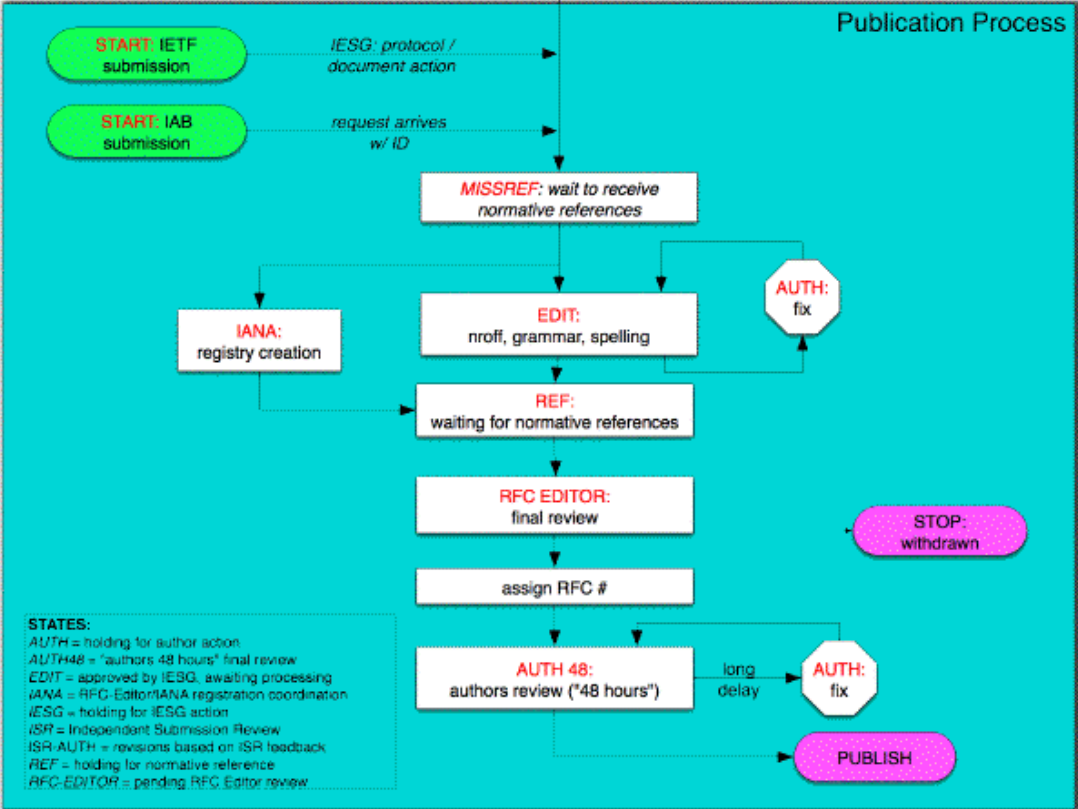 Publication Process
START: IETF
submission
IESG: protocol /
document action
START: IAB
submission
request arrives
w/ ID
MISSREF: wait to receive
normative references
AUTH:
fix
EDIT:
nroff, grammar, spelling
IANA:
registry creation
REF:
waiting for normative references
RFC EDITOR:
final review
STOP:
withdrawn
assign RFC #
AUTH 48:
authors review ("48 hours")
long
delay
AUTH:
fix
PUBLISH
STATES:
AUTH = holding for author action
AUTH48 = "authors 48 hours" final review
EDIT = approved by IESG, awaiting processing
IANA = RFC-Editor/IANA registration coordination
IESG = holding for IESG action
ISR = Independent Submission Review
ISR-AUTH = revisions based on ISR feedback
REF = holding for normative reference
RFC-EDITOR = pending RFC Editor review